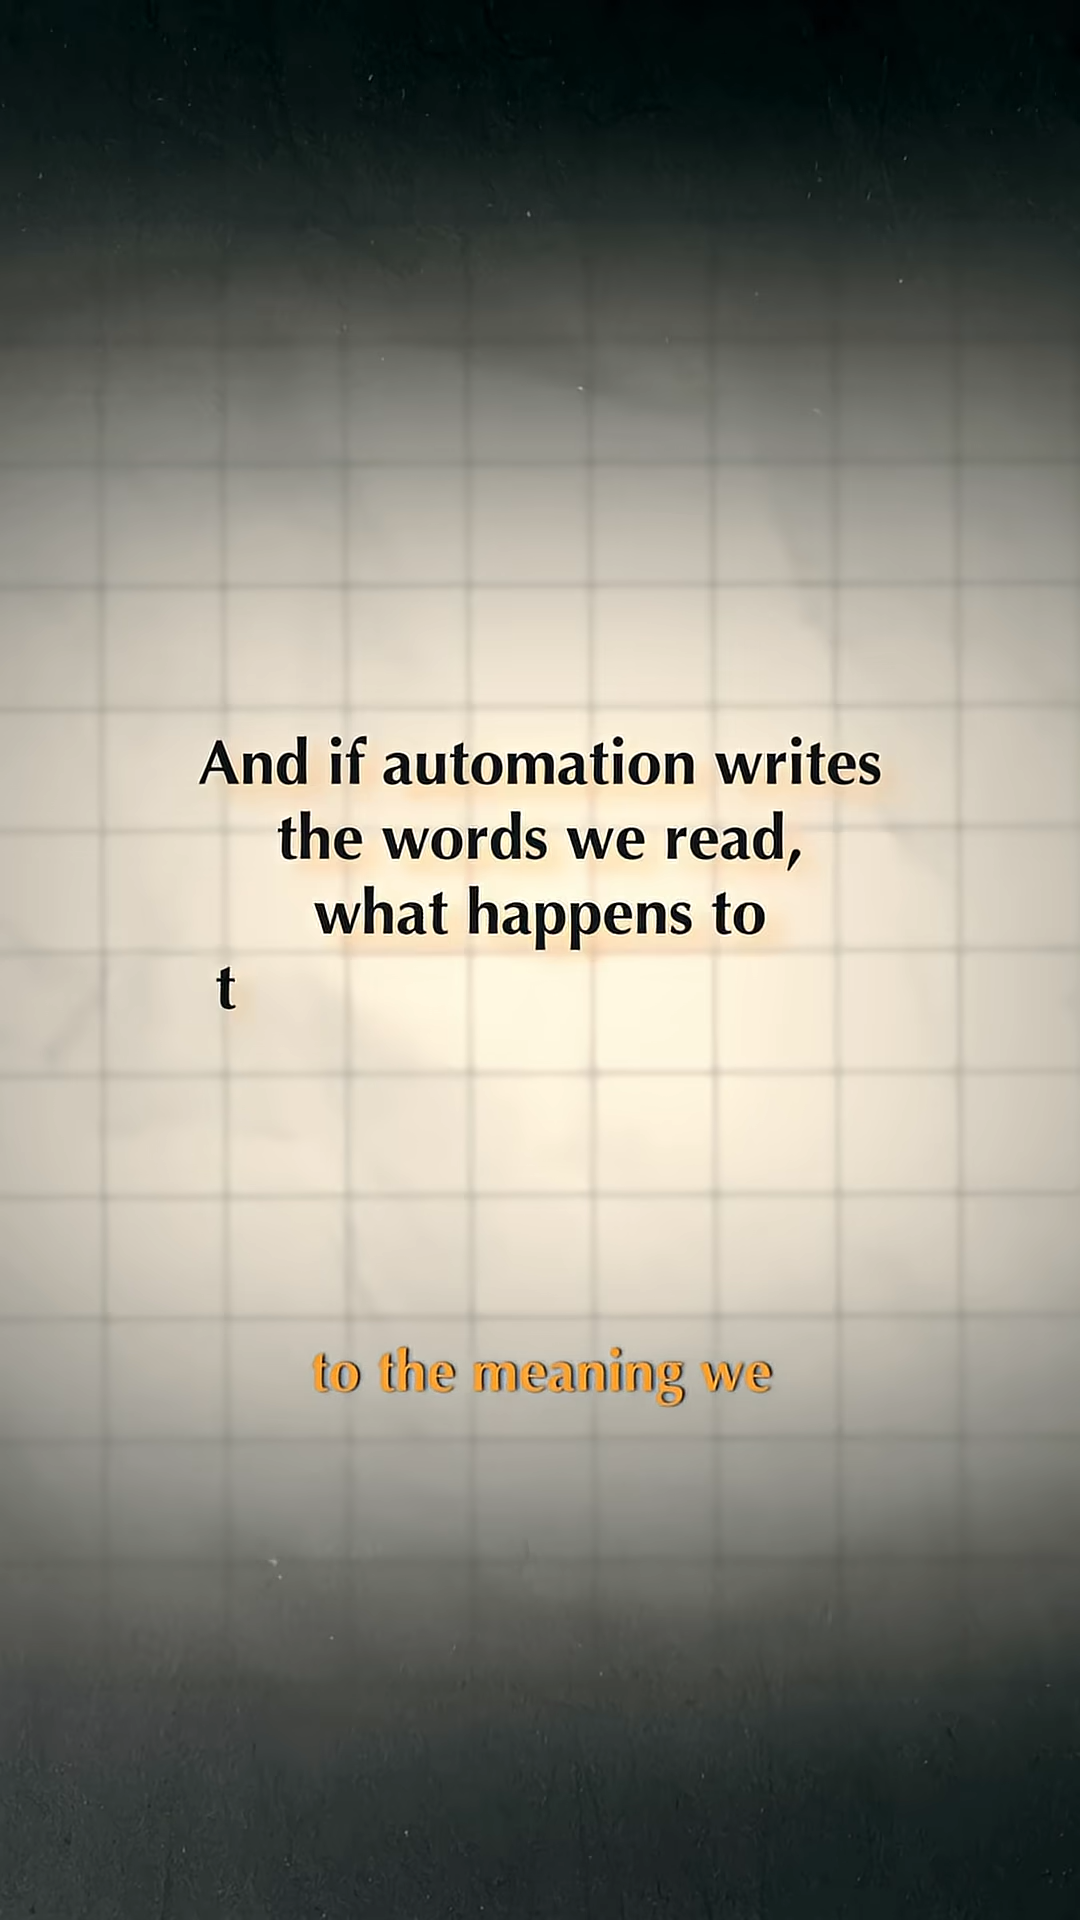 And if automation writes
the words we read,
what happens to
t
to the meaning we